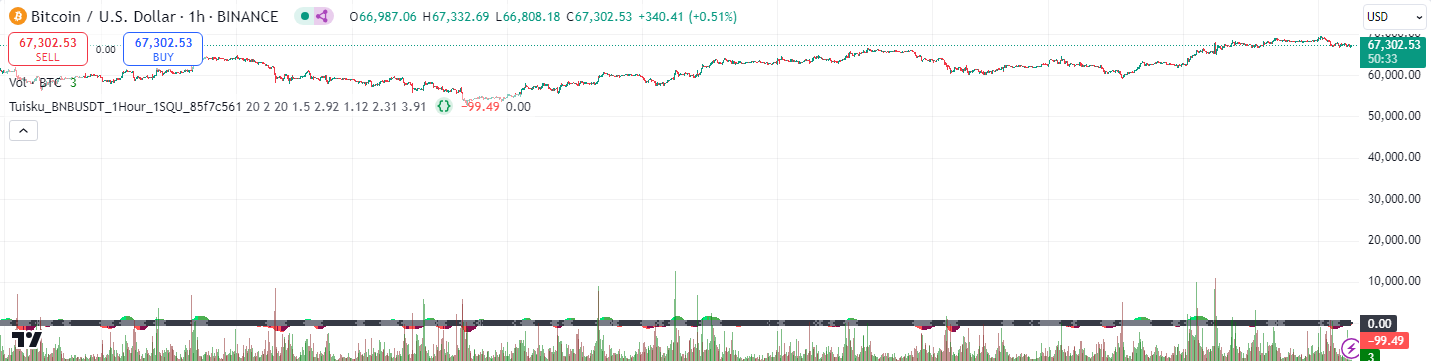 Bitcoin / U.S. Dollar · 1h · BINANCE O66,987.06 H67,332.69 L66,808.18 C67,302.53 +340.41 (+0.51%)
USD
67,302.53
SELL
0.00
67,302.53
BUY
70,000.00
67,302.53
50:33
60,000.00
Vol · BTC 3
Tuisku_BNBUSDT_1Hour_1SQU_85f7c561 20 2 20 1.5 2.92 1.12 2.31 3.91 {} −99.49 0.00
50,000.00
40,000.00
30,000.00
20,000.00
10,000.00
0.00
−99.49
3